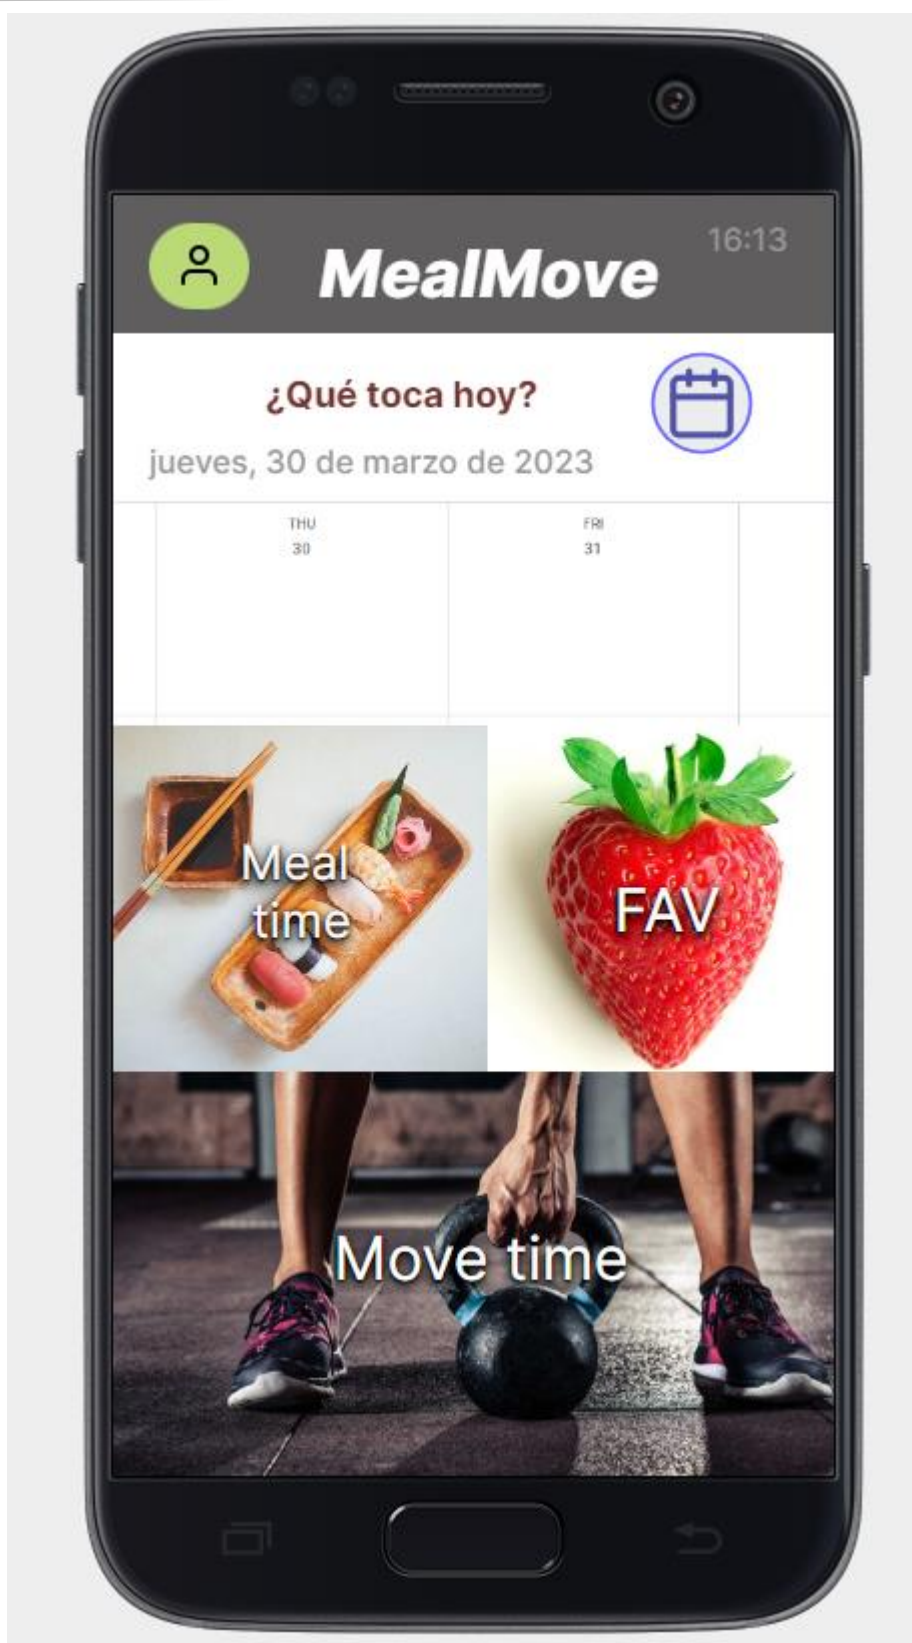 16:13
MealMove
¿Qué toca hoy?
jueves, 30 de marzo de 2023
THU
30
FRI
31
Meal
time
FAV
Move time